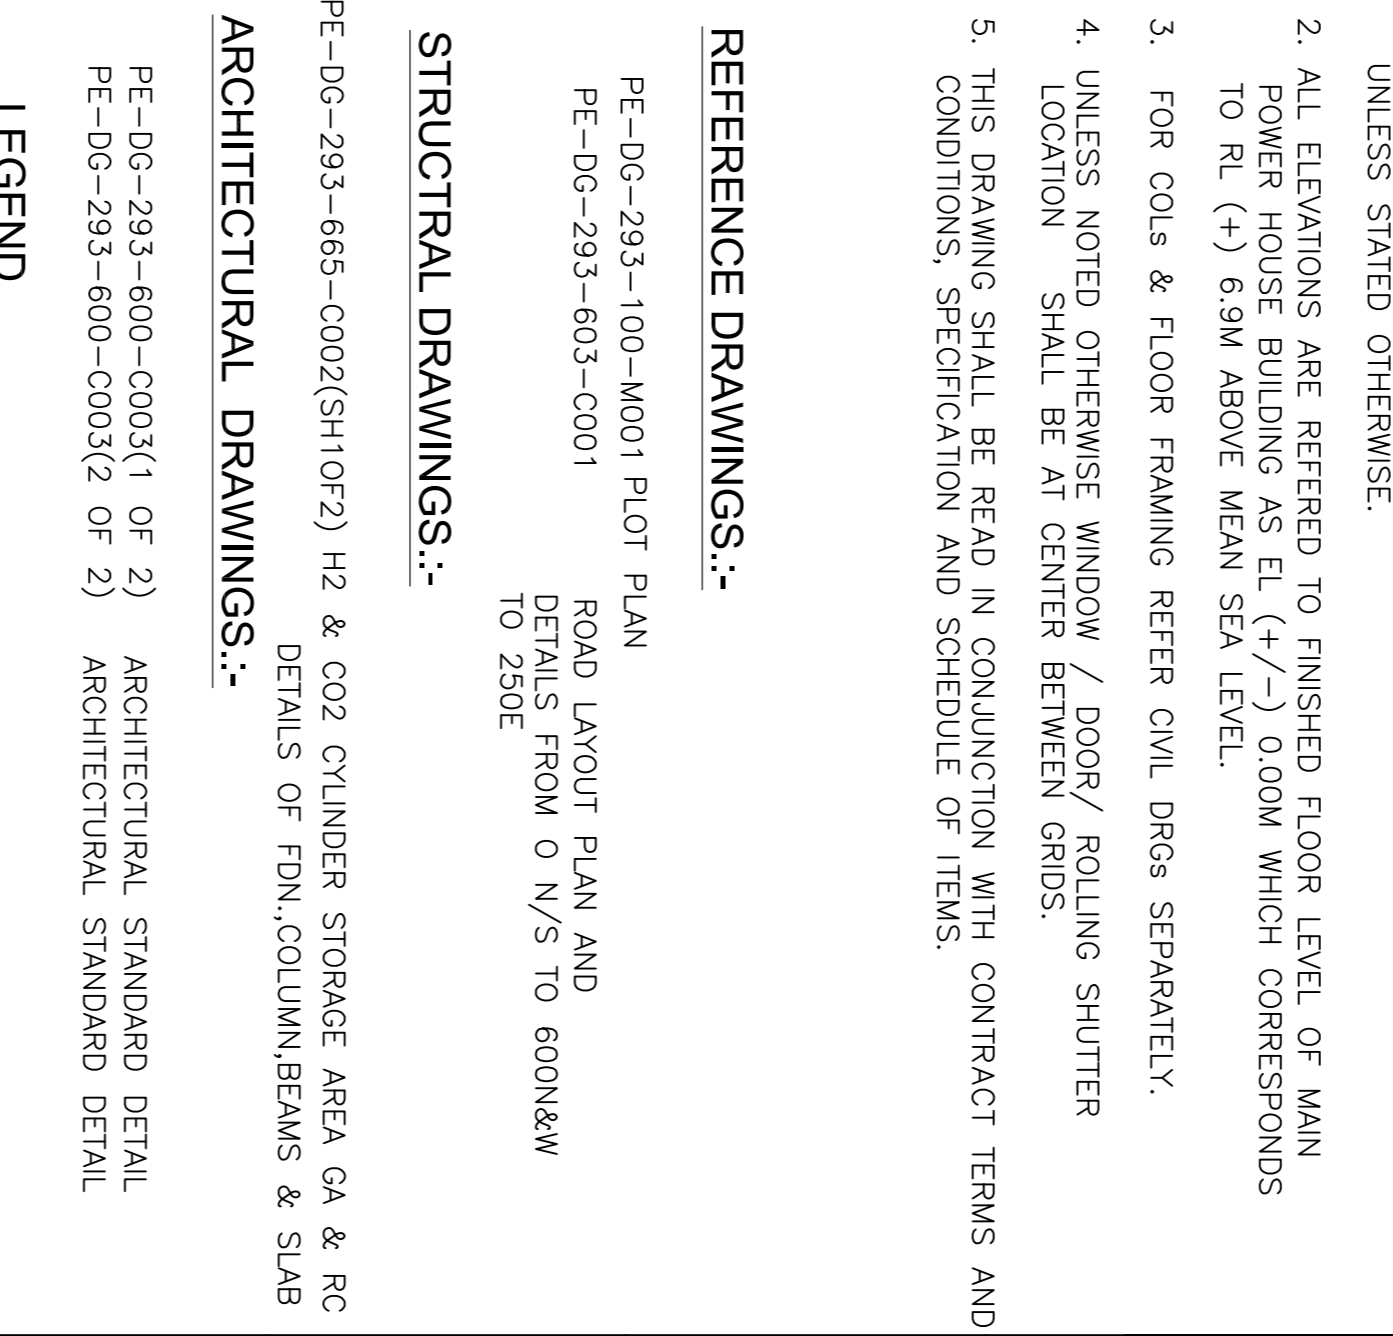 UNLESS STATED OTHERWISE.
2. ALL ELEVATIONS ARE REFERED TO FINISHED FLOOR LEVEL OF MAIN
POWER HOUSE BUILDING AS EL (+/-) 0.00M WHICH CORRESPONDS
TO RL (+) 6.9M ABOVE MEAN SEA LEVEL.
3. FOR COLs & FLOOR FRAMING REFER CIVIL DRGs SEPARATELY.
4. UNLESS NOTED OTHERWISE WINDOW / DOOR/ ROLLING SHUTTER
LOCATION SHALL BE AT CENTER BETWEEN GRIDS.
5. THIS DRAWING SHALL BE READ IN CONJUNCTION WITH CONTRACT TERMS AND
CONDITIONS, SPECIFICATION AND SCHEDULE OF ITEMS.
REFERENCE DRAWINGS.:-
PE-DG-293-100-M001 PLOT PLAN
PE-DG-293-603-C001 ROAD LAYOUT PLAN AND
DETAILS FROM 0 N/S TO 600N&W
TO 250E
STRUCTRAL DRAWINGS.:-
PE-DG-293-665-C002(SH1OF2) H2 & CO2 CYLINDER STORAGE AREA GA & RC
DETAILS OF FDN.,COLUMN,BEAMS & SLAB
ARCHITECTURAL DRAWINGS.:-
PE-DG-293-600-C003(1 OF 2) ARCHITECTURAL STANDARD DETAIL
PE-DG-293-600-C003(2 OF 2) ARCHITECTURAL STANDARD DETAIL
LEGEND